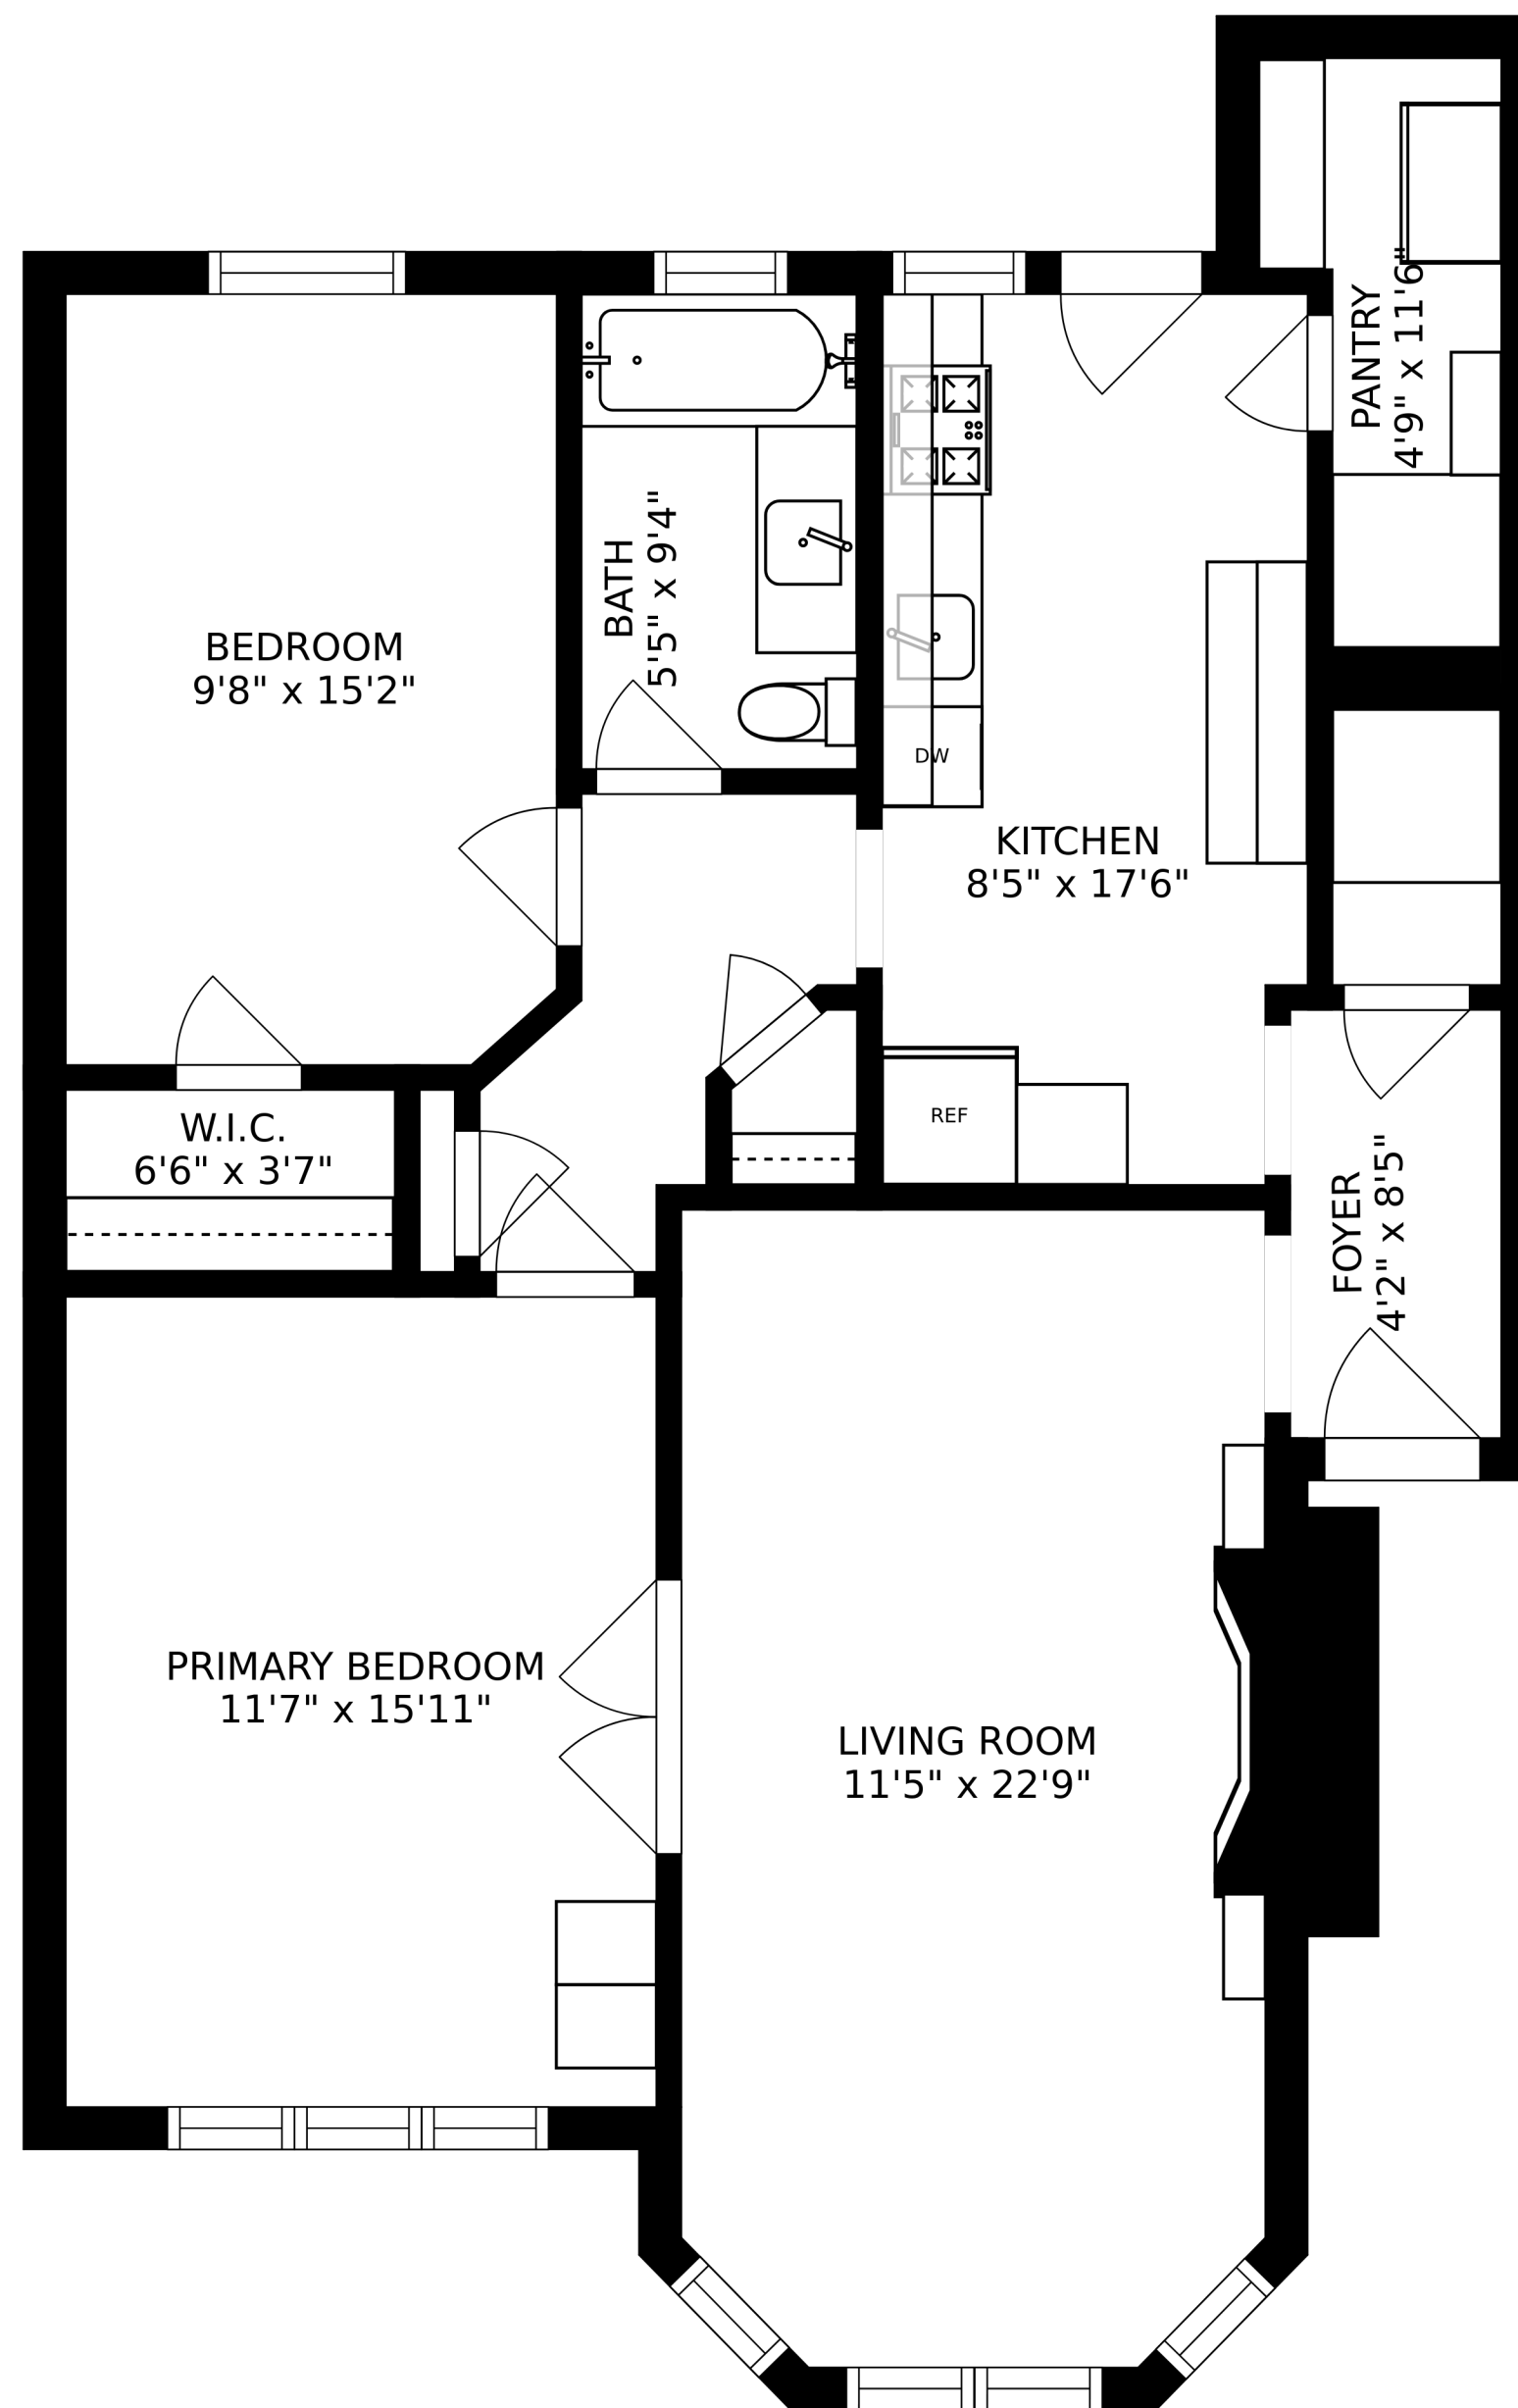 PANTRY
4'9" x 11'6"
BATH
5'5" x 9'4"
BEDROOM
9'8" x 15'2"
DW
KITCHEN
8'5" x 17'6"
REF
W.I.C.
6'6" x 3'7"
FOYER
4'2" x 8'5"
PRIMARY BEDROOM
11'7" x 15'11"
LIVING ROOM
11'5" x 22'9"